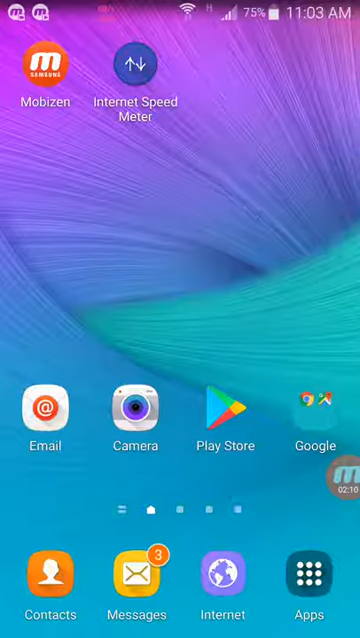 H 75% 11:03 AM
m
SAMSUNG
Mobizen
Internet Speed
Meter
@
Email
Camera
Play Store
Google
m
02:10
3
Contacts
Messages
Internet
Apps